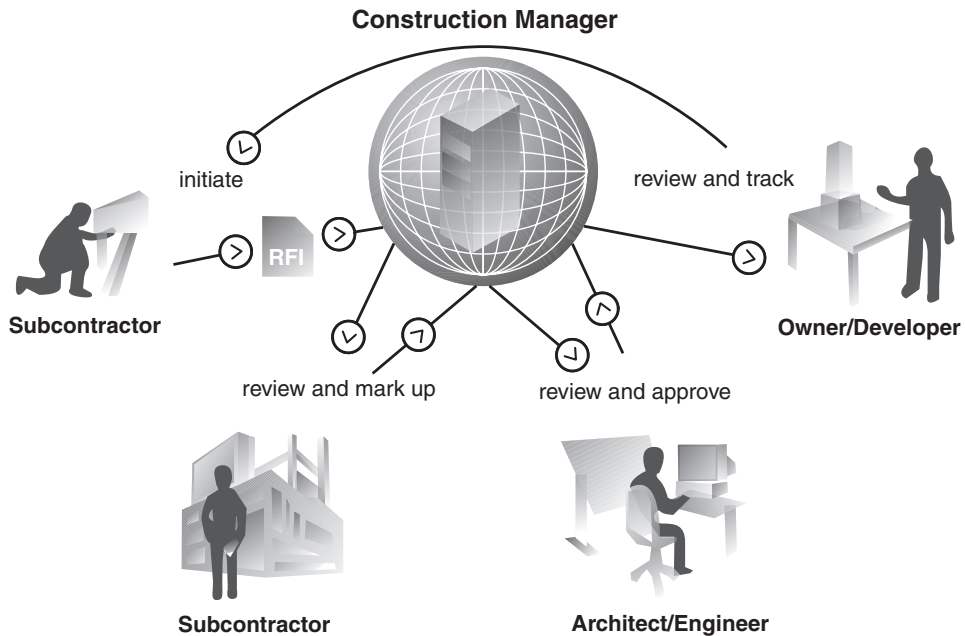 Construction Manager
initiate
review and track
RFI
Subcontractor
Owner/Developer
review and mark up
review and approve
Subcontractor
Architect/Engineer